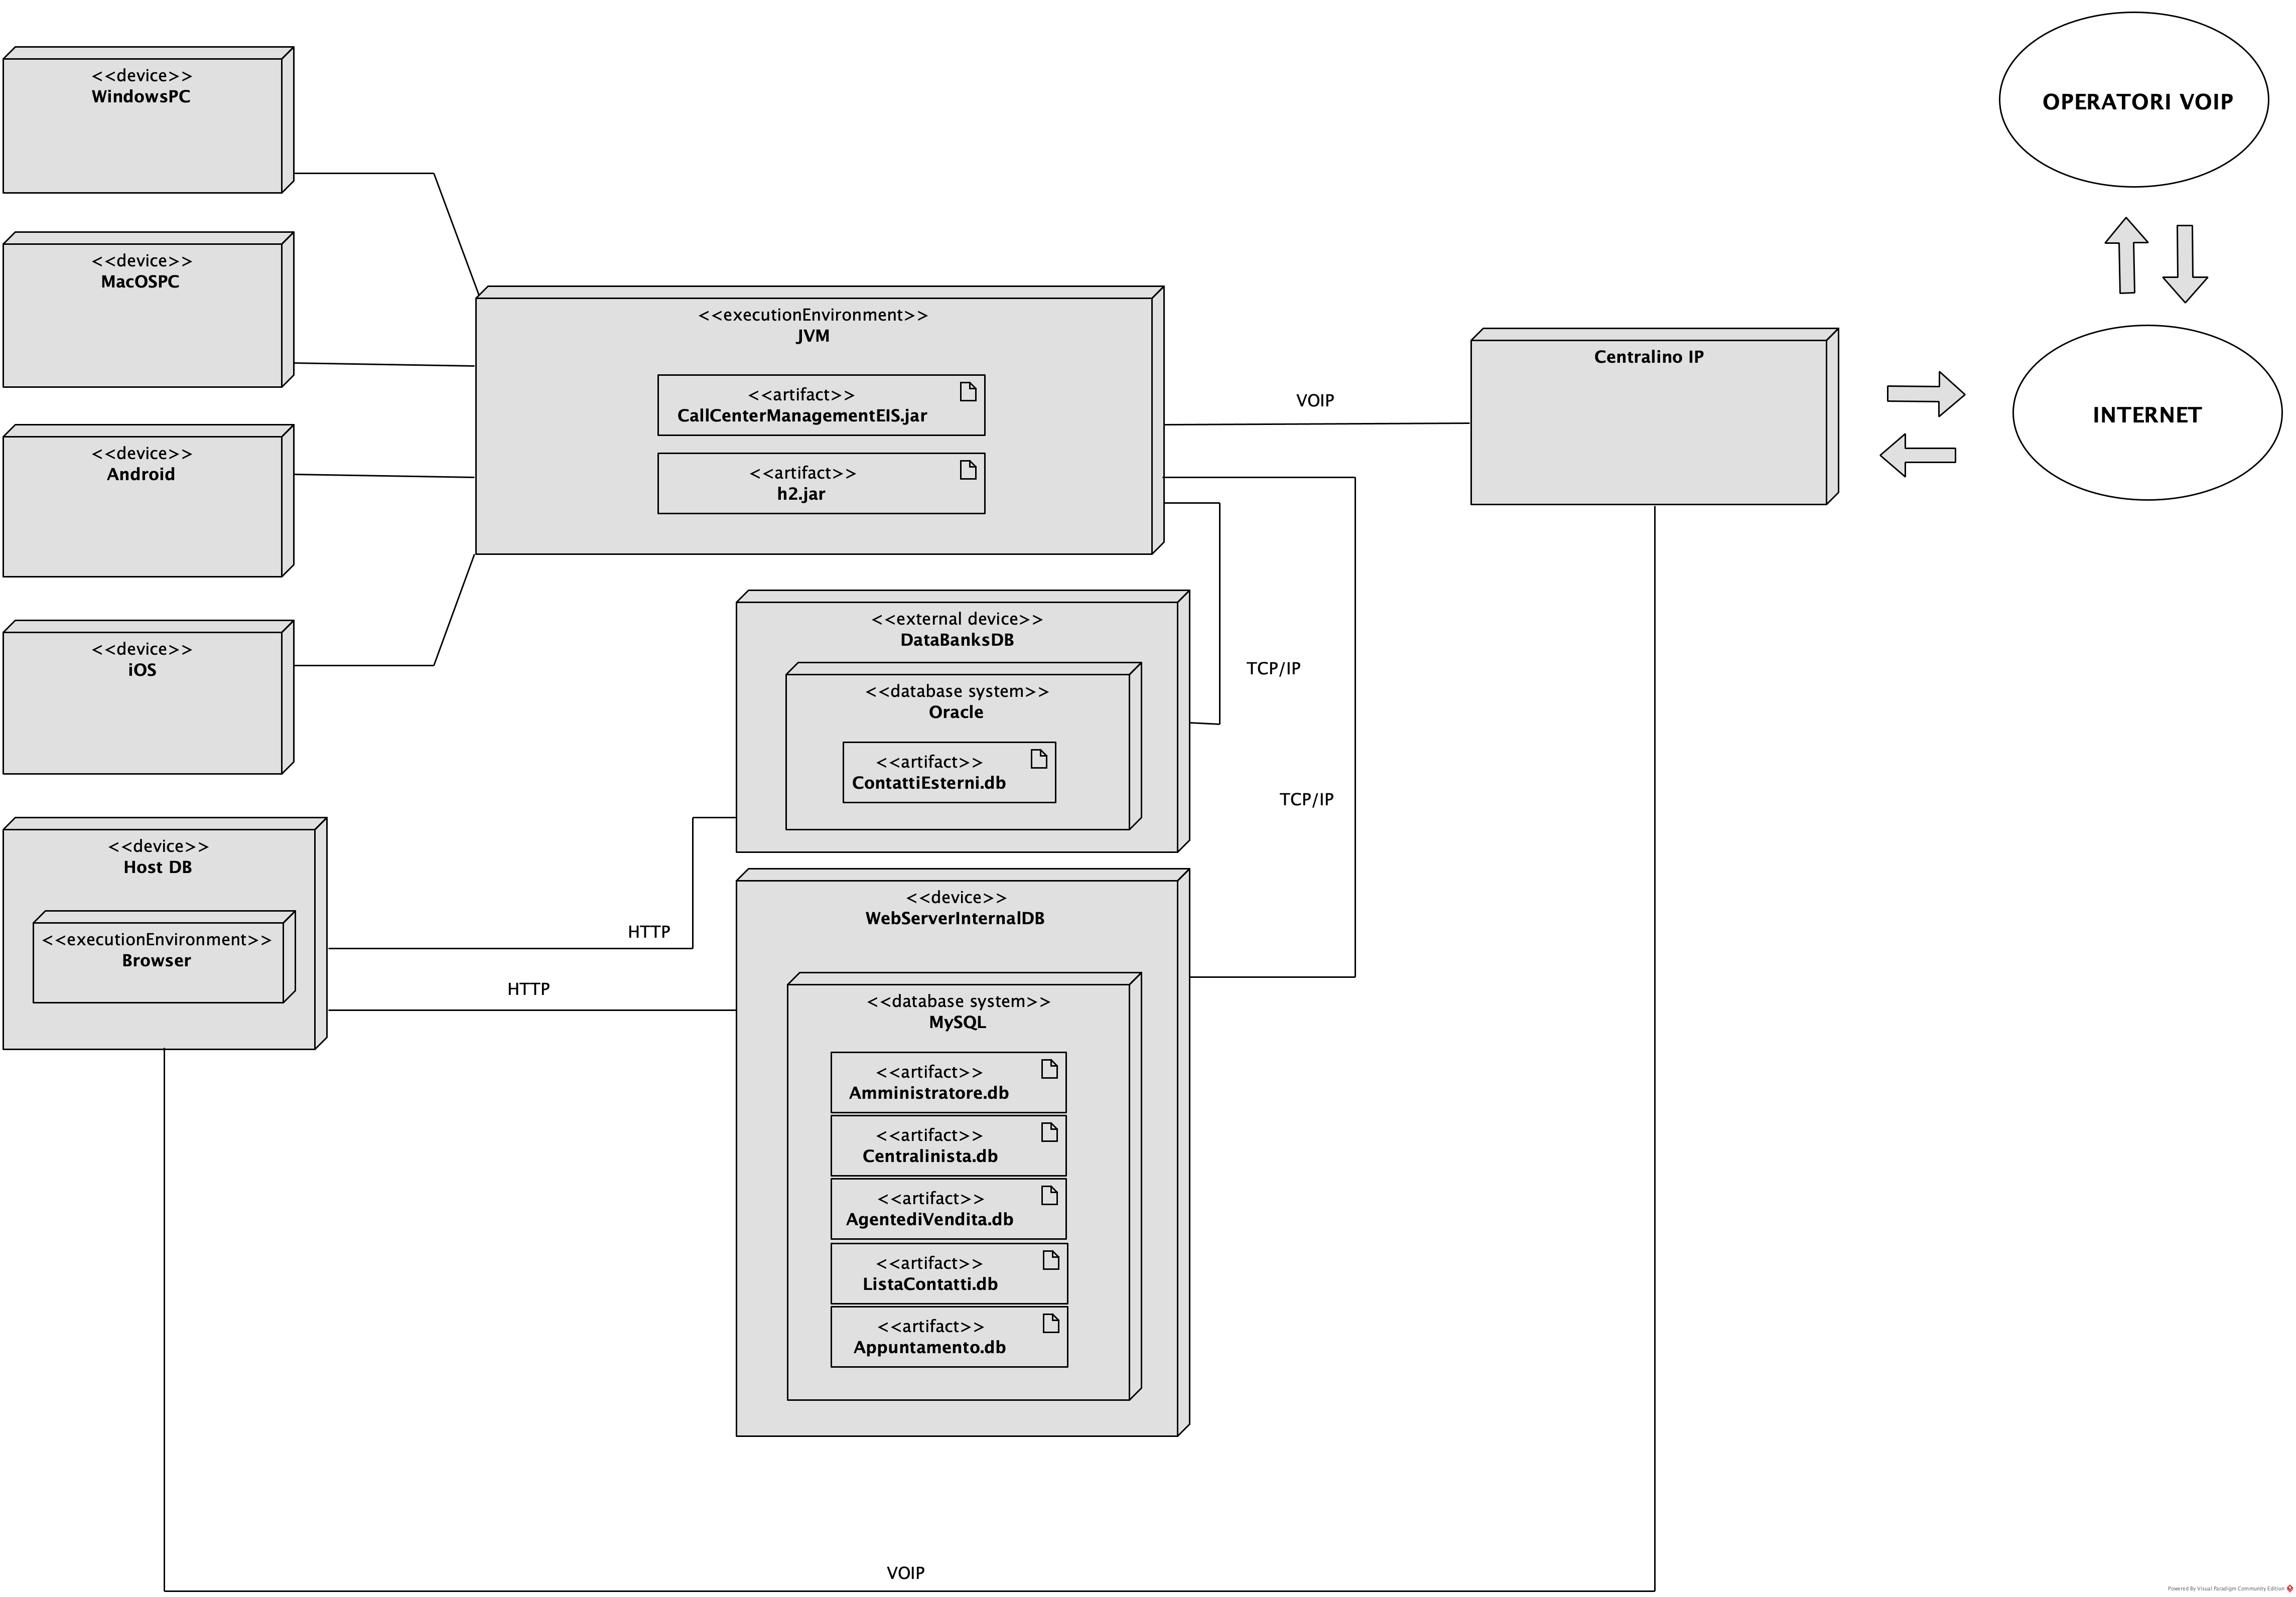 <<device>>
WindowsPC
<<device>>
MacOSPC
<<device>>
Android
<<device>>
iOS
<<device>>
Host DB
<<executionEnvironment>>
Browser
<<executionEnvironment>>
JVM
<<artifact>>
CallCenterManagementEIS.jar
<<artifact>>
h2.jar
<<external device>>
DataBanksDB
<<database system>>
Oracle
<<artifact>>
ContattiEsterni.db
<<device>>
WebServerInternalDB
<<database system>>
MySQL
<<artifact>>
Amministratore.db
<<artifact>>
Centralinista.db
<<artifact>>
AgentediVendita.db
<<artifact>>
ListaContatti.db
<<artifact>>
Appuntamento.db
HTTP
HTTP
VOIP
TCP/IP
TCP/IP
VOIP
Centralino IP
OPERATORI VOIP
INTERNET
Powered By Visual Paradigm Community Edition